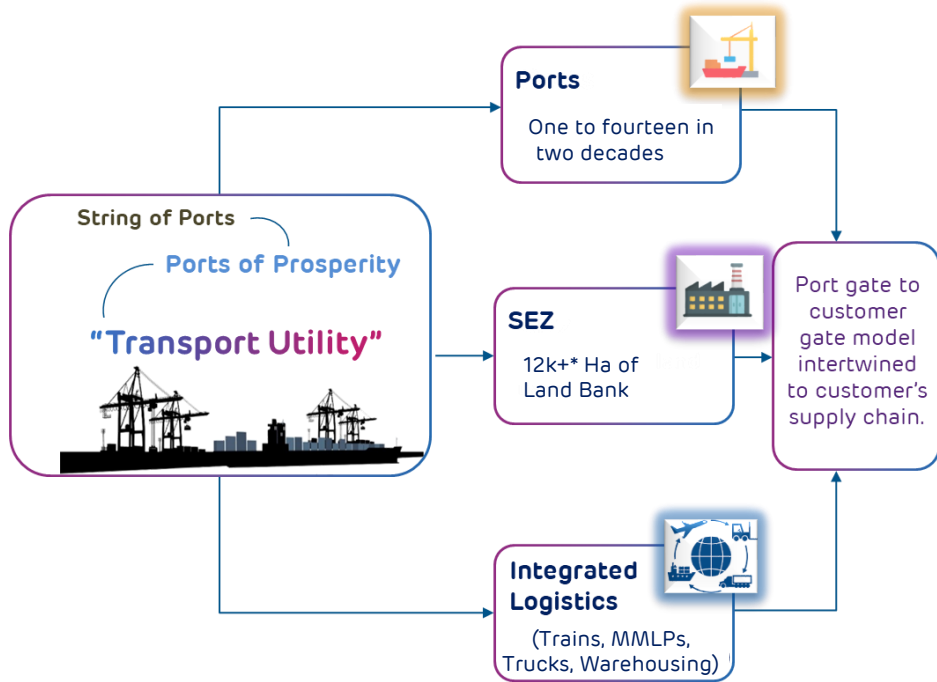 Ports
One to fourteen in
two decades
String of Ports
Ports of Prosperity
“Transport Utility”
SEZ
12k+* Ha of
Land Bank
Port gate to
customer
gate model
intertwined
to customer’s
supply chain.
Integrated
Logistics
(Trains, MMLPs,
Trucks, Warehousing)